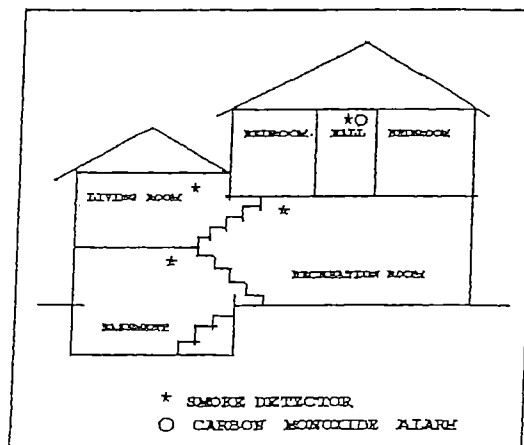 BEDROOM HALL BEDROOM
LIVING ROOM
RECREATION ROOM
BASEMENT
* SMOKE DETECTOR
○ CARBON MONOXIDE ALARM